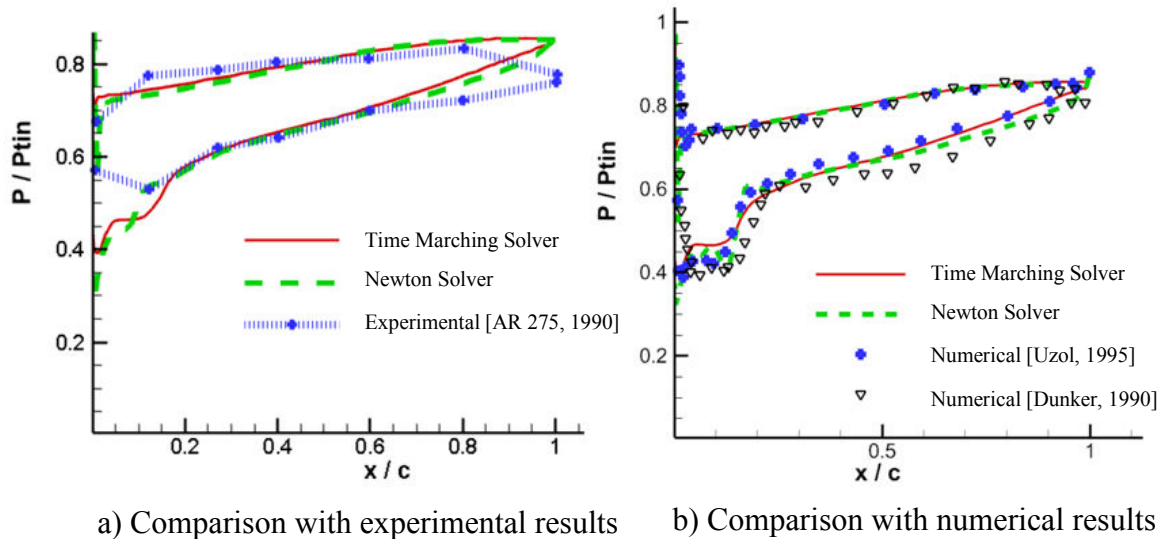 P / Ptin
0.8
0.6
0.4
0.2
0.2
0.4
0.6
0.8
1
x / c
Time Marching Solver
Newton Solver
Experimental [AR 275, 1990]
a) Comparison with experimental results
P / Ptin
1
0.8
0.6
0.4
0.2
0.5
1
x / c
Time Marching Solver
Newton Solver
Numerical [Uzol, 1995]
Numerical [Dunker, 1990]
b) Comparison with numerical results